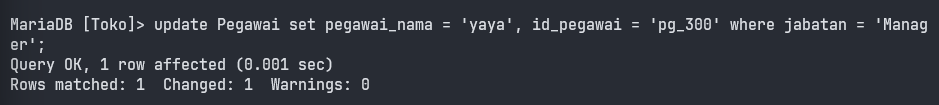 MariaDB [Toko]> update Pegawai set pegawai_nama = 'yaya', id_pegawai = 'pg_300' where jabatan = 'Manag
er';
Query OK, 1 row affected (0.001 sec)
Rows matched: 1  Changed: 1  Warnings: 0